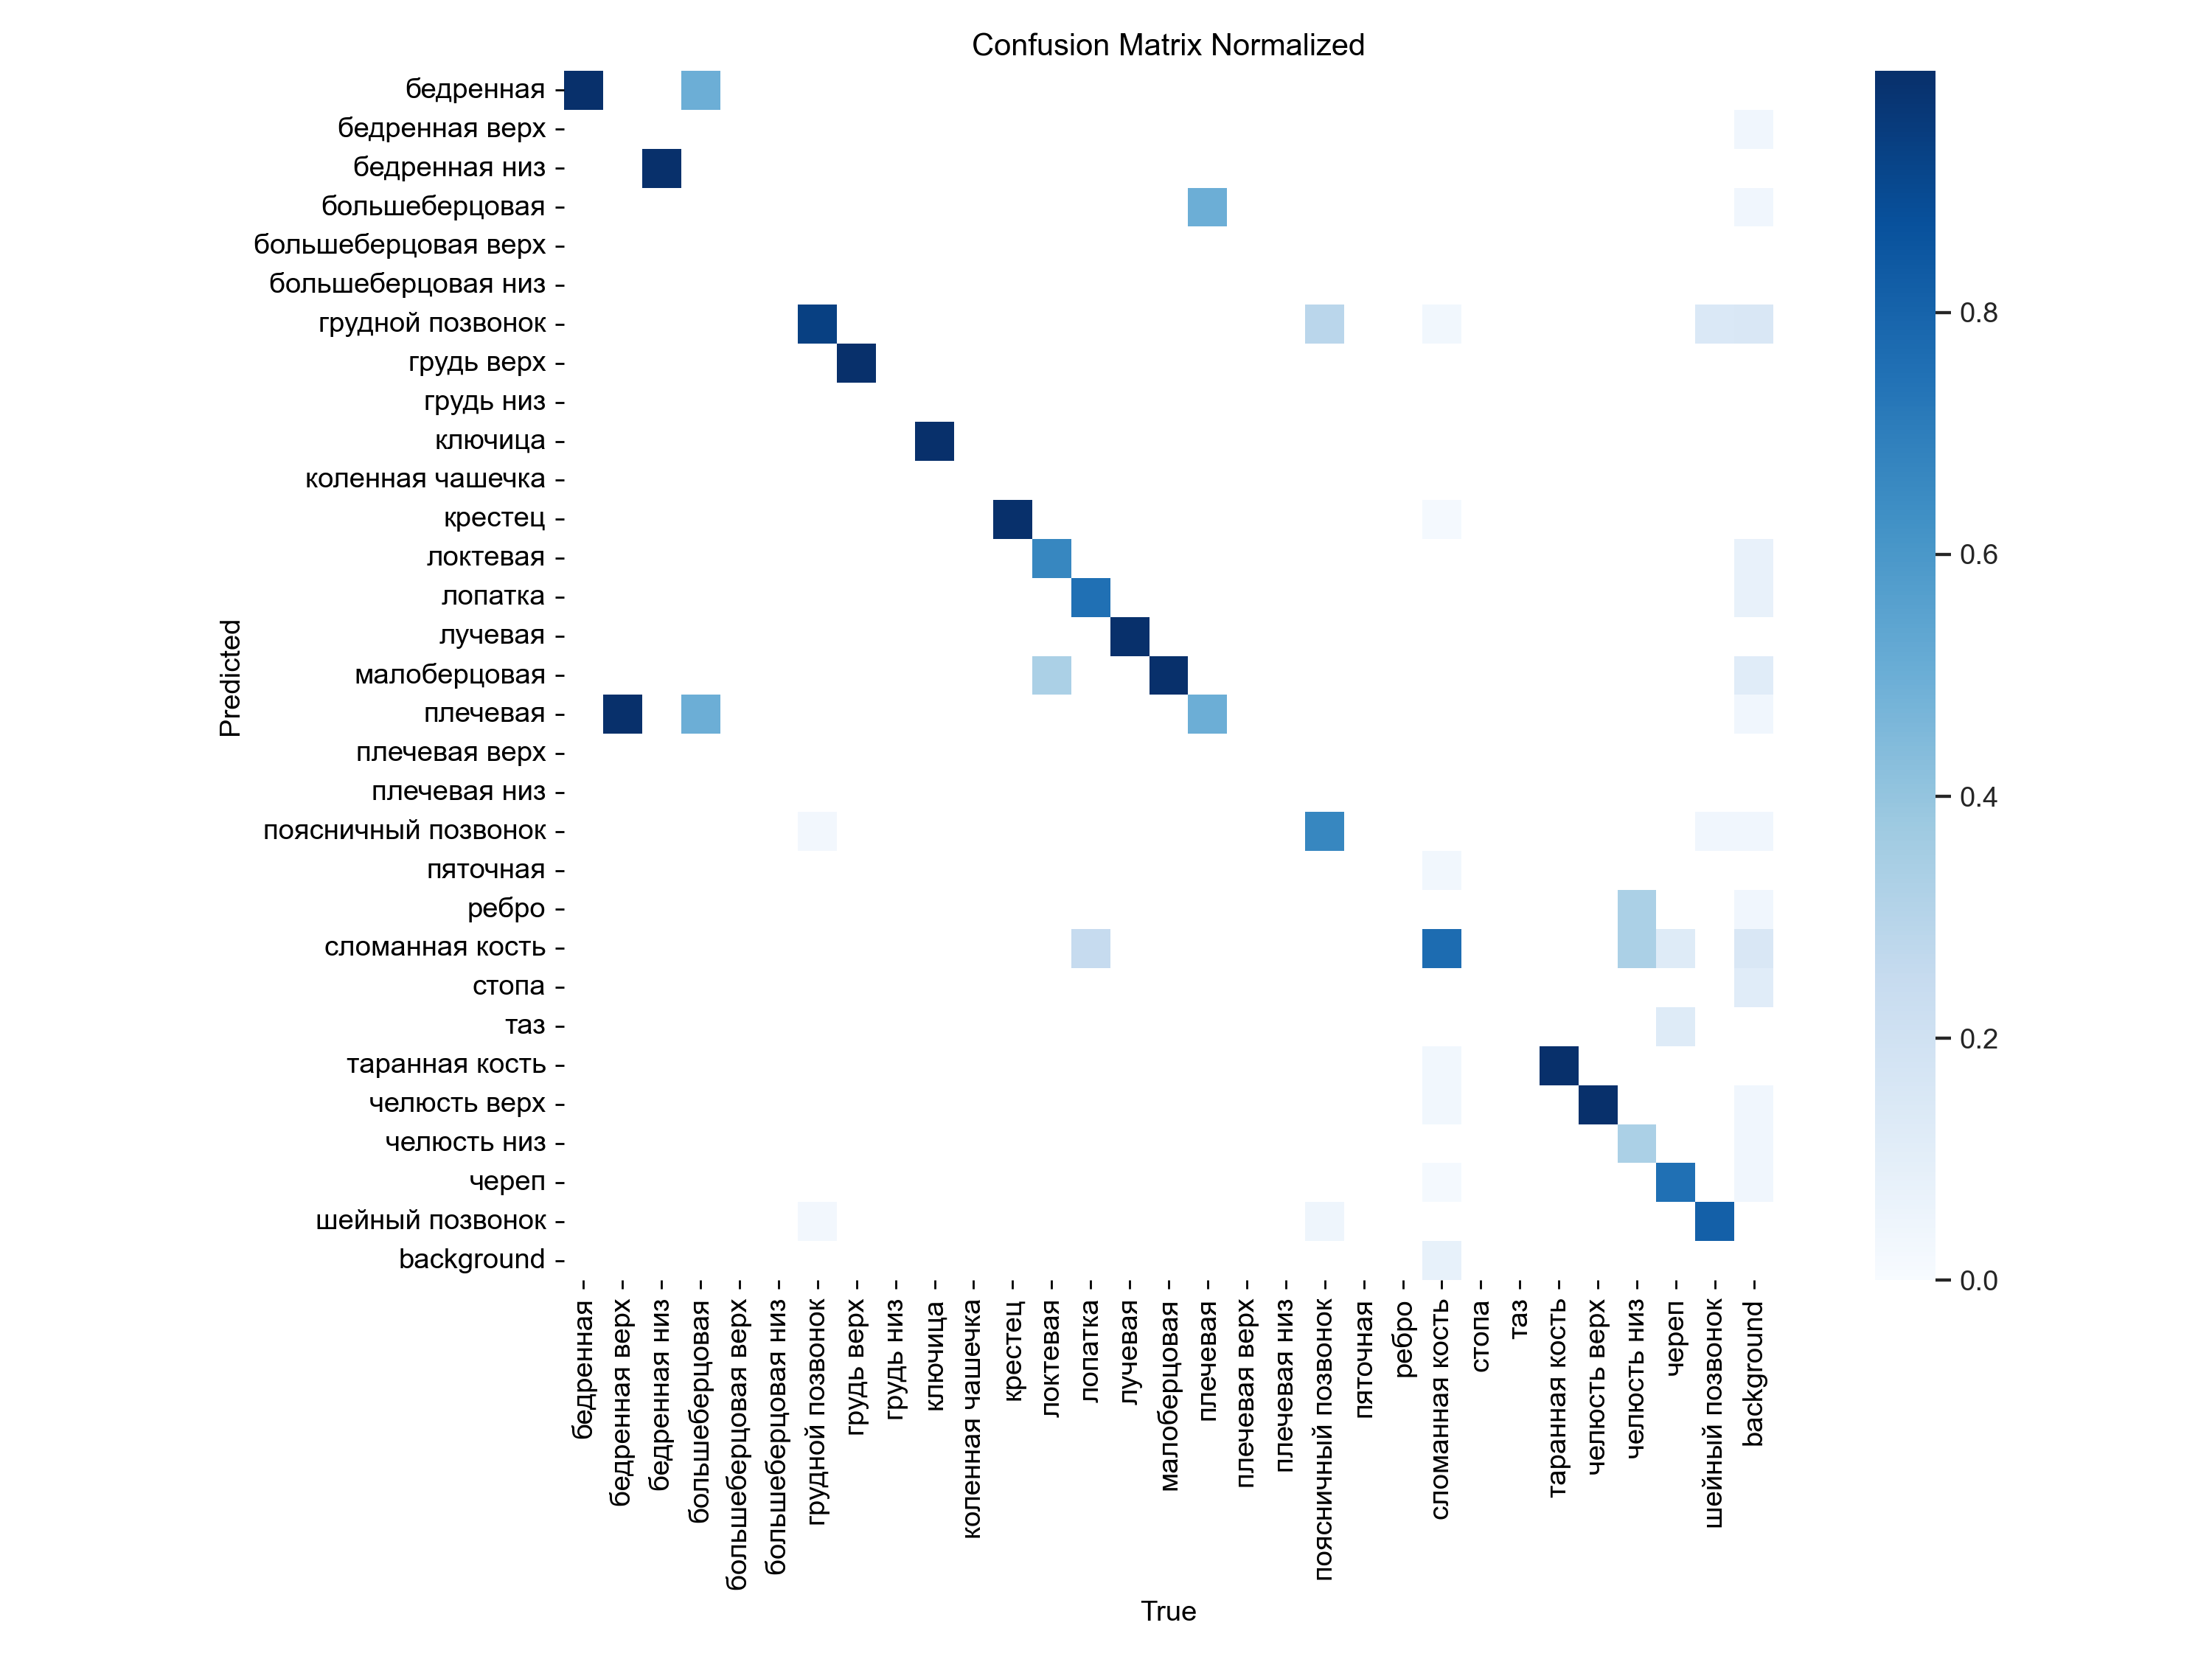 Confusion Matrix Normalized
бедренная
бедренная верх
бедренная низ
большеберцовая
большеберцовая верх
большеберцовая низ
грудной позвонок
грудь верх
грудь низ
ключица
коленная чашечка
крестец
локтевая
лопатка
лучевая
малоберцовая
плечевая
плечевая верх
плечевая низ
поясничный позвонок
пяточная
ребро
сломанная кость
стопа
таз
таранная кость
челюсть верх
челюсть низ
череп
шейный позвонок
background
Predicted
бедренная
бедренная верх
бедренная низ
большеберцовая
большеберцовая верх
большеберцовая низ
грудной позвонок
грудь верх
грудь низ
ключица
коленная чашечка
крестец
локтевая
лопатка
лучевая
малоберцовая
плечевая
плечевая верх
плечевая низ
поясничный позвонок
пяточная
ребро
сломанная кость
стопа
таз
таранная кость
челюсть верх
челюсть низ
череп
шейный позвонок
background
True
0.8
0.6
0.4
0.2
0.0